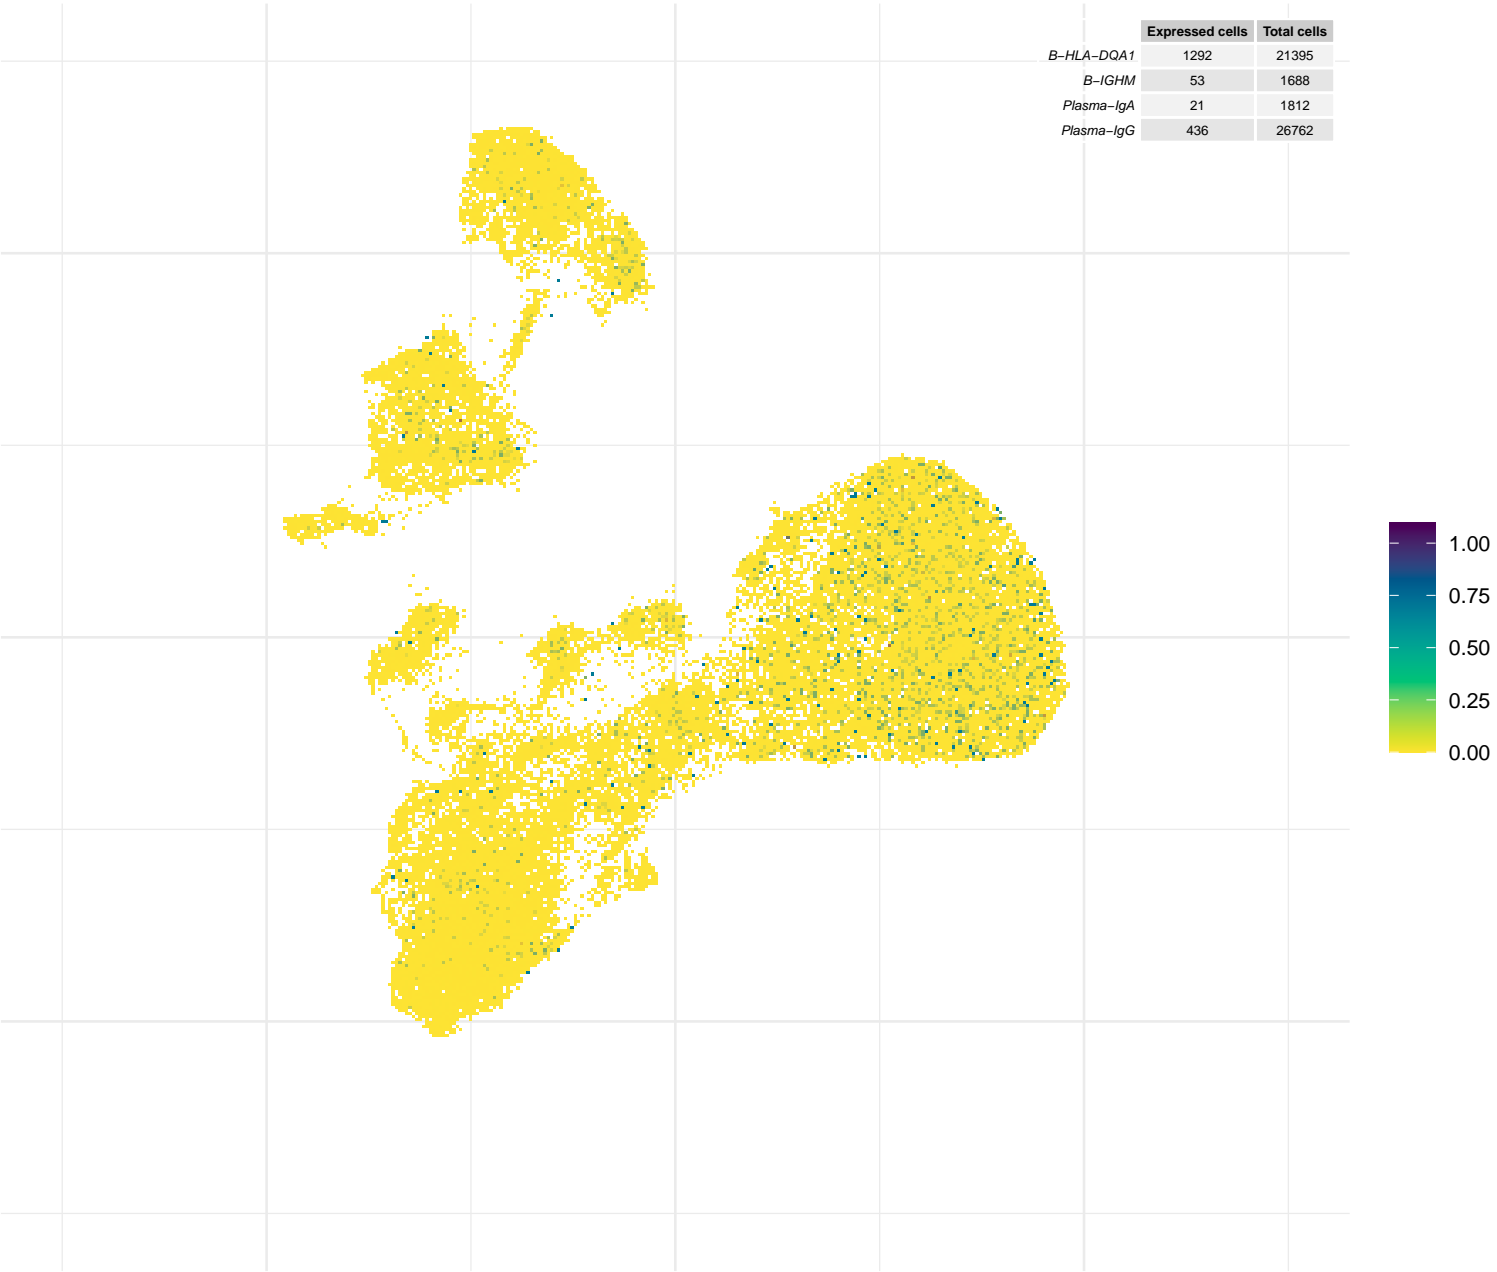 Expressed cells Total cells
B−HLA−DQA1 1292 21395
B−IGHM 53 1688
Plasma−IgA 21 1812
Plasma−IgG 436 26762
1.00
0.75
0.50
0.25
0.00